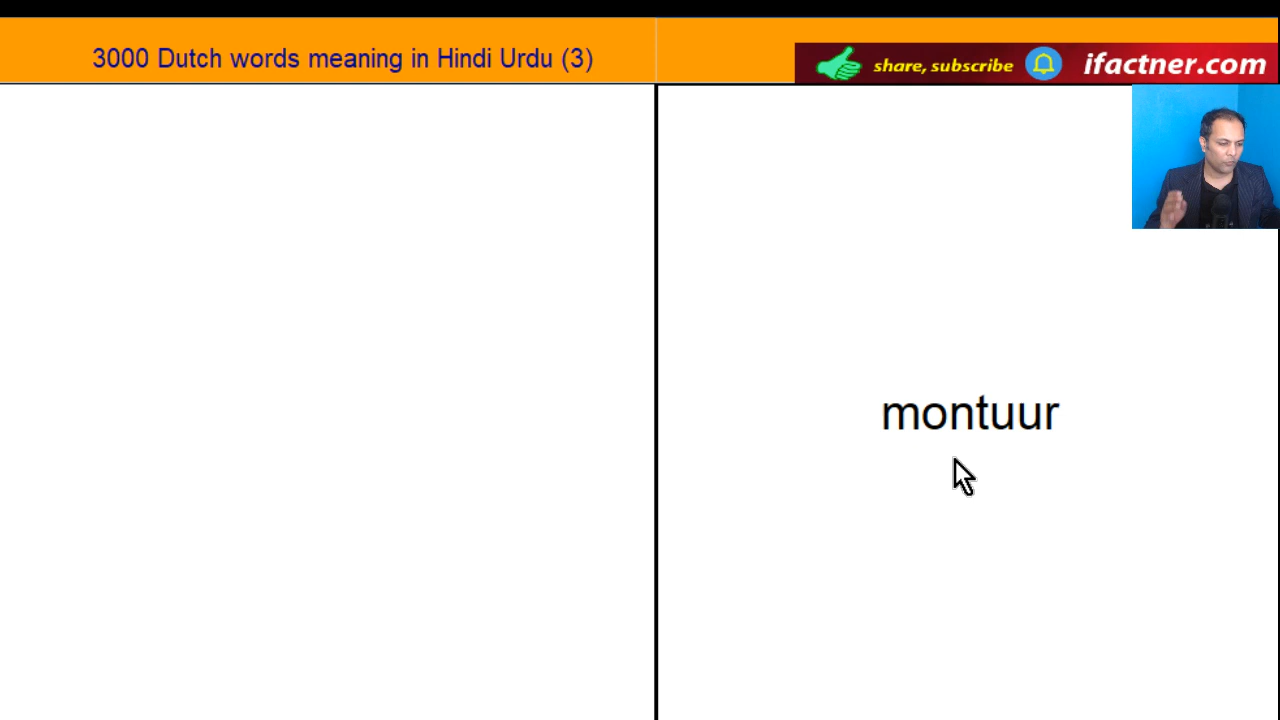 3000 Dutch words meaning in Hindi Urdu (3)
share, subscribe
ifactner.com
montuur